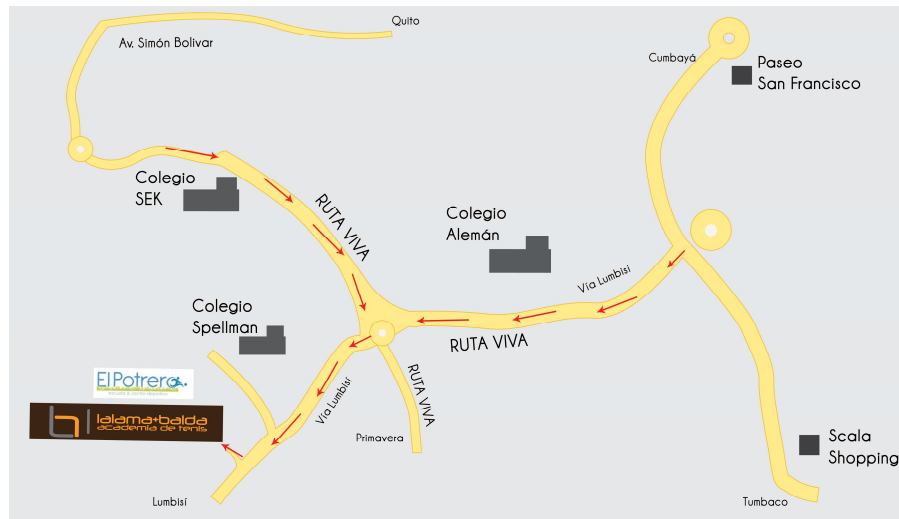 Quito
Av. Simón Bolivar
Cumbayá
Paseo
San Francisco
Colegio
SEK
RUTA VIVA
Colegio
Alemán
Vía Lumbisí
Colegio
Spellman
RUTA VIVA
El Potrero
lalama+balda
academia de tenis
Vía Lumbisí
RUTA VIVA
Primavera
Scala
Shopping
Lumbisí
Tumbaco